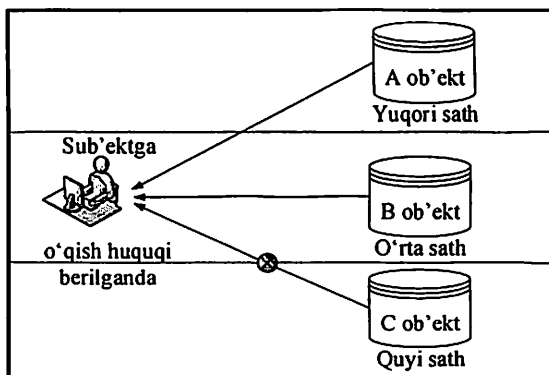 A ob'ekt
Yuqori sath
Sub'ektga
o‘qish huquqi
berilganda
B ob'ekt
O‘rta sath
C ob'ekt
Quyi sath